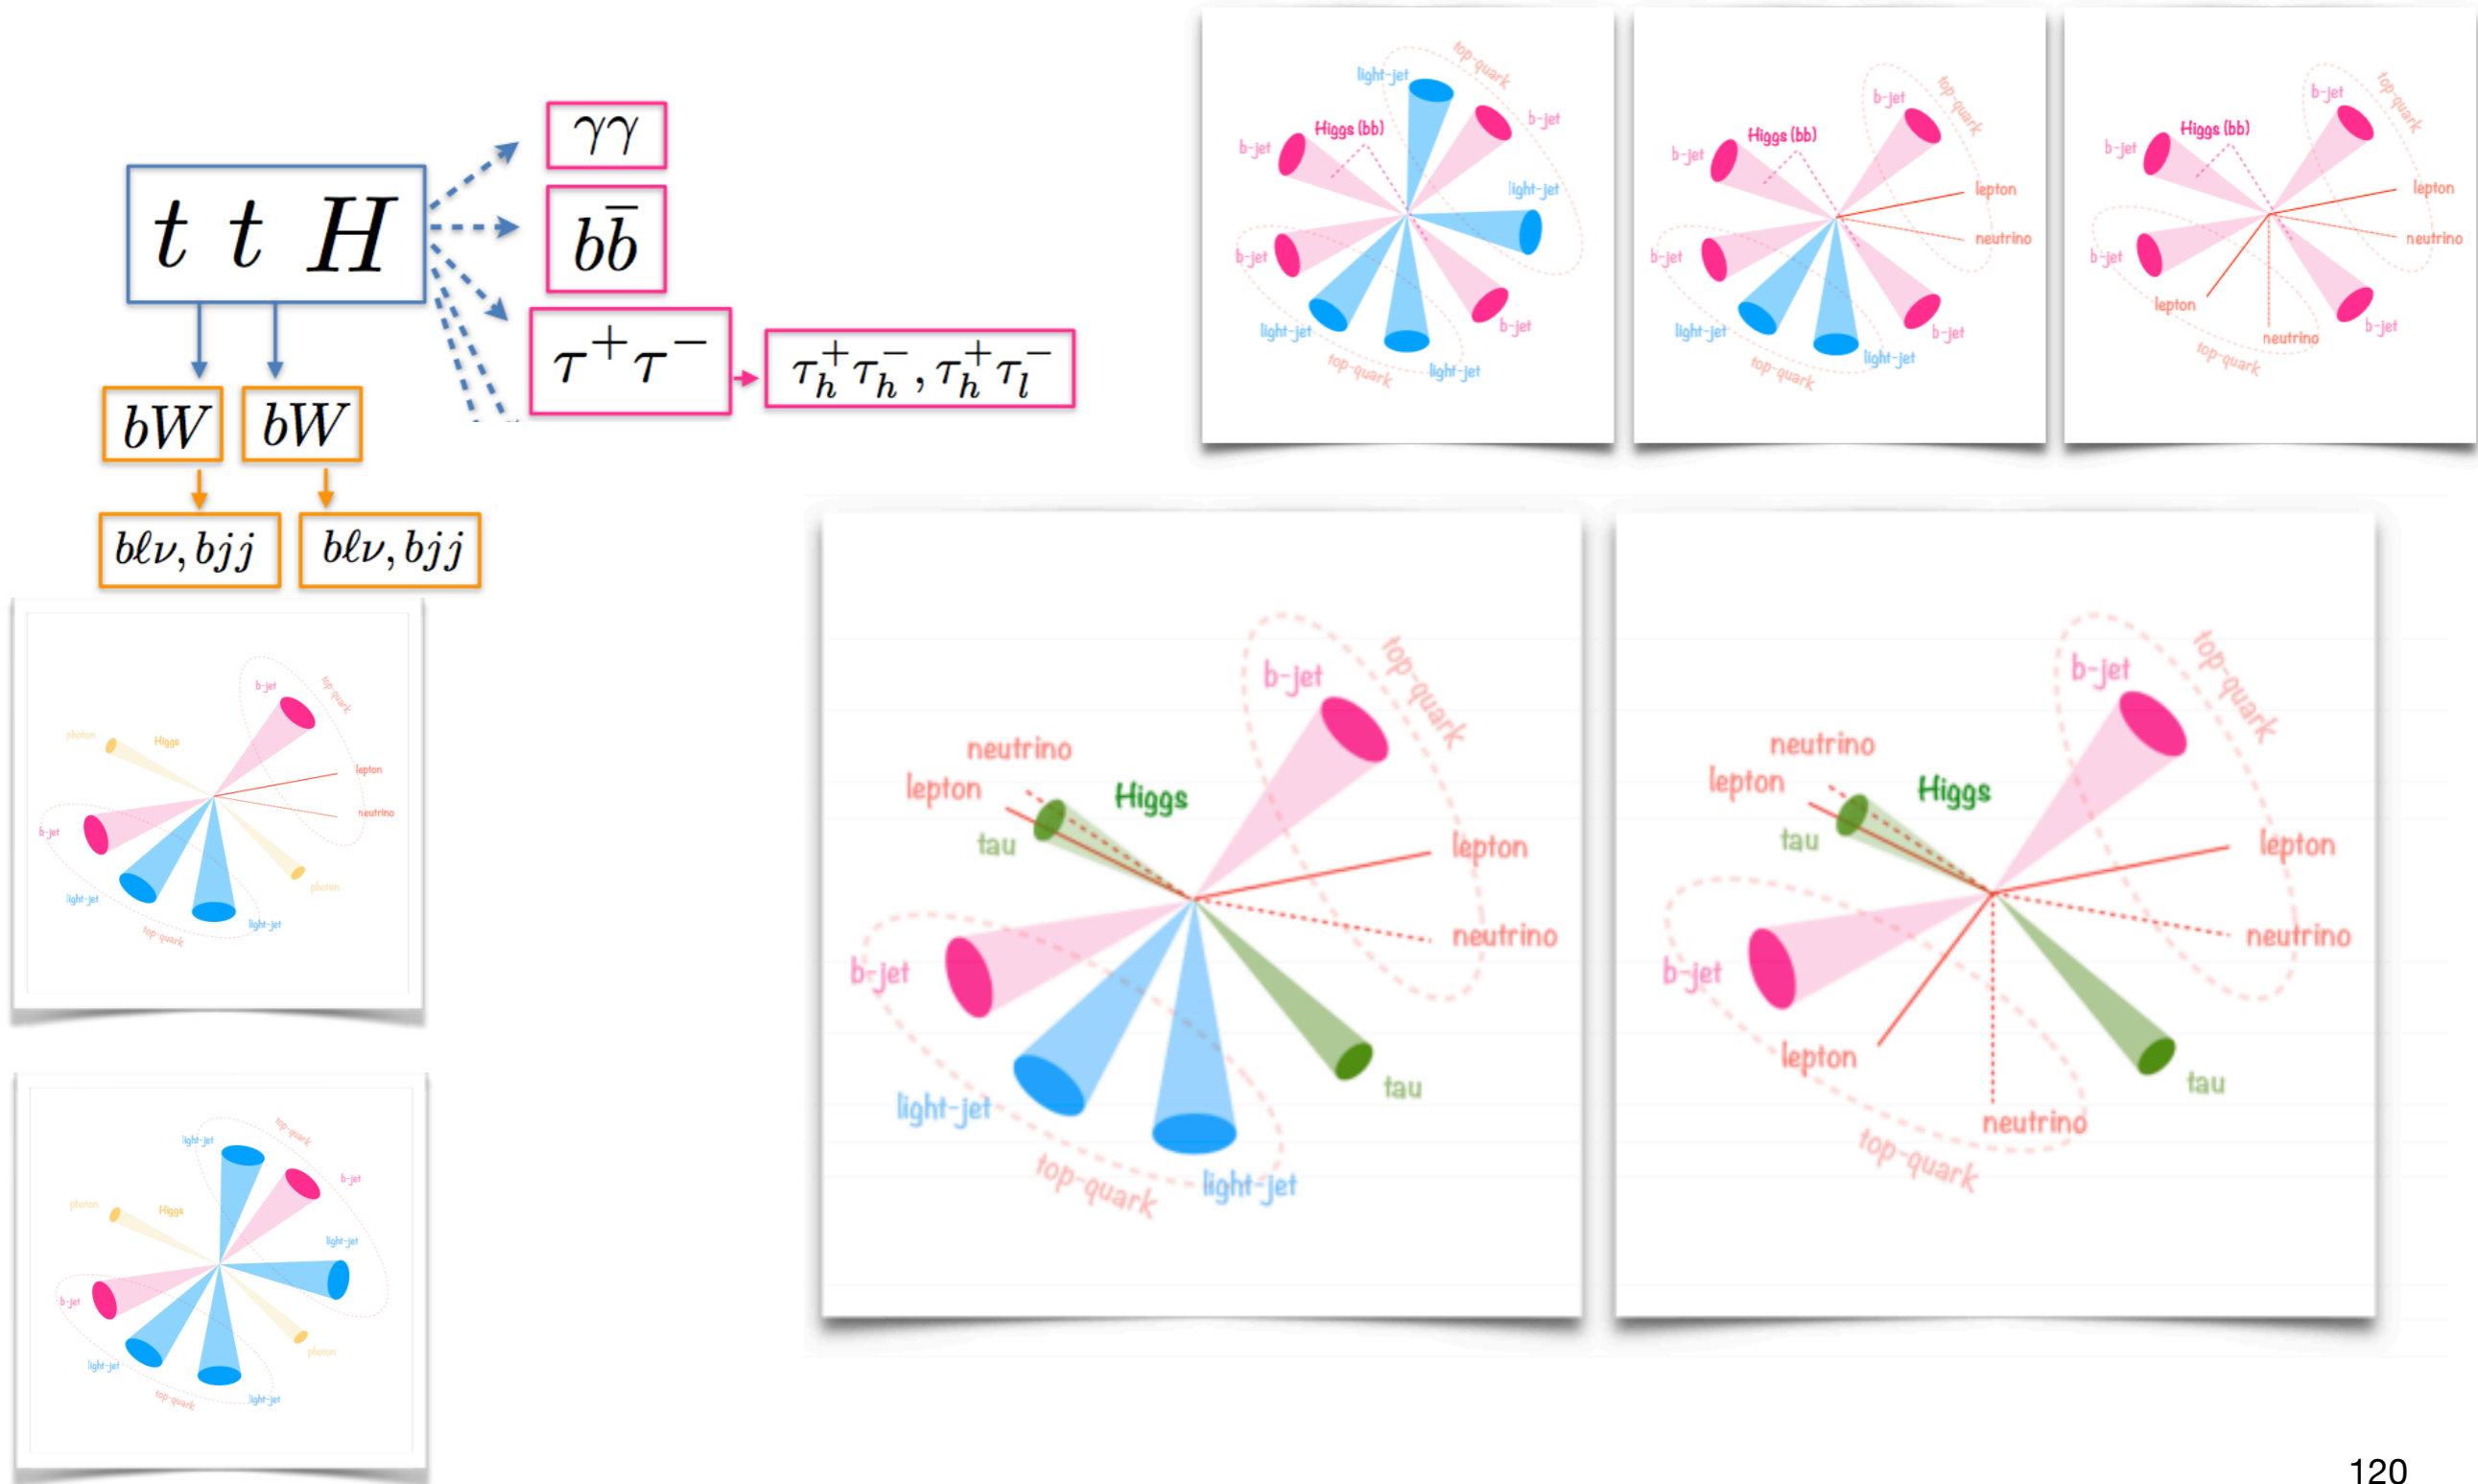 γγ
t t H
bb̄
τ⁺τ⁻
τₕ⁺τₕ⁻, τₕ⁺τₗ⁻
bW
bW
bℓν, bjj
bℓν, bjj
top-quark
light-jet
b-jet
Higgs (bb)
b-jet
light-jet
b-jet
light-jet
b-jet
top-quark
light-jet
top-quark
b-jet
Higgs (bb)
b-jet
lepton
neutrino
b-jet
light-jet
b-jet
light-jet
top-quark
top-quark
b-jet
Higgs (bb)
b-jet
lepton
neutrino
b-jet
lepton
b-jet
neutrino
top-quark
b-jet
top-quark
photon
Higgs
lepton
neutrino
b-jet
photon
light-jet
light-jet
top-quark
top-quark
light-jet
b-jet
photon
Higgs
light-jet
b-jet
photon
light-jet
light-jet
top-quark
top-quark
b-jet
neutrino
lepton
Higgs
tau
lepton
neutrino
b-jet
tau
light-jet
top-quark
light-jet
top-quark
b-jet
neutrino
lepton
Higgs
tau
lepton
neutrino
b-jet
lepton
tau
neutrino
top-quark
120